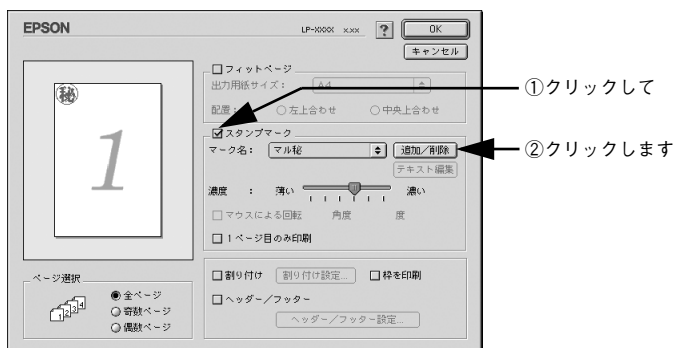 EPSON
LP-XXXX x.xx ? OK
キャンセル
フィットページ
出力用紙サイズ： A4
配置： 左上合わせ 中央上合わせ
①クリックして
スタンプマーク
マーク名： マル秘 追加／削除
②クリックします
テキスト編集
濃度 ： 薄い 濃い
マウスによる回転 角度 度
1ページ目のみ印刷
㊙
1
ページ選択
1 2 3 4
全ページ
奇数ページ
偶数ページ
割り付け 割り付け設定... 枠を印刷
ヘッダー／フッター
ヘッダー／フッター設定...